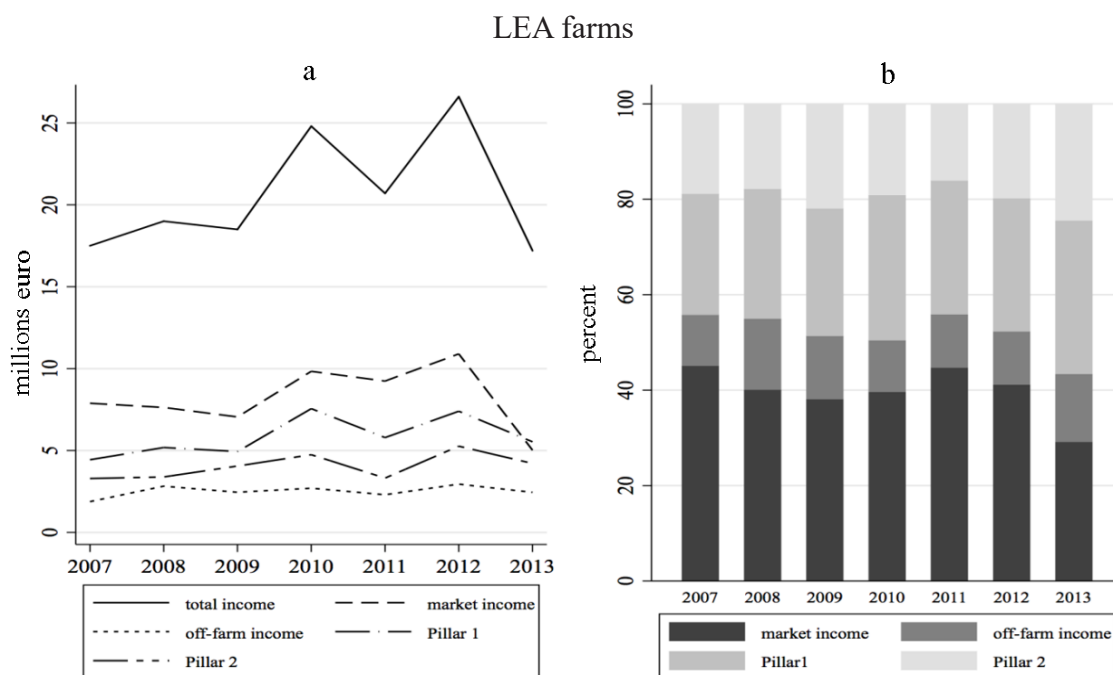 LEA farms
a
millions euro
25
20
15
10
5
0
2007 2008 2009 2010 2011 2012 2013
total income market income
off-farm income Pillar 1
Pillar 2
b
percent
100
80
60
40
20
0
2007 2008 2009 2010 2011 2012 2013
market income off-farm income
Pillar1 Pillar 2